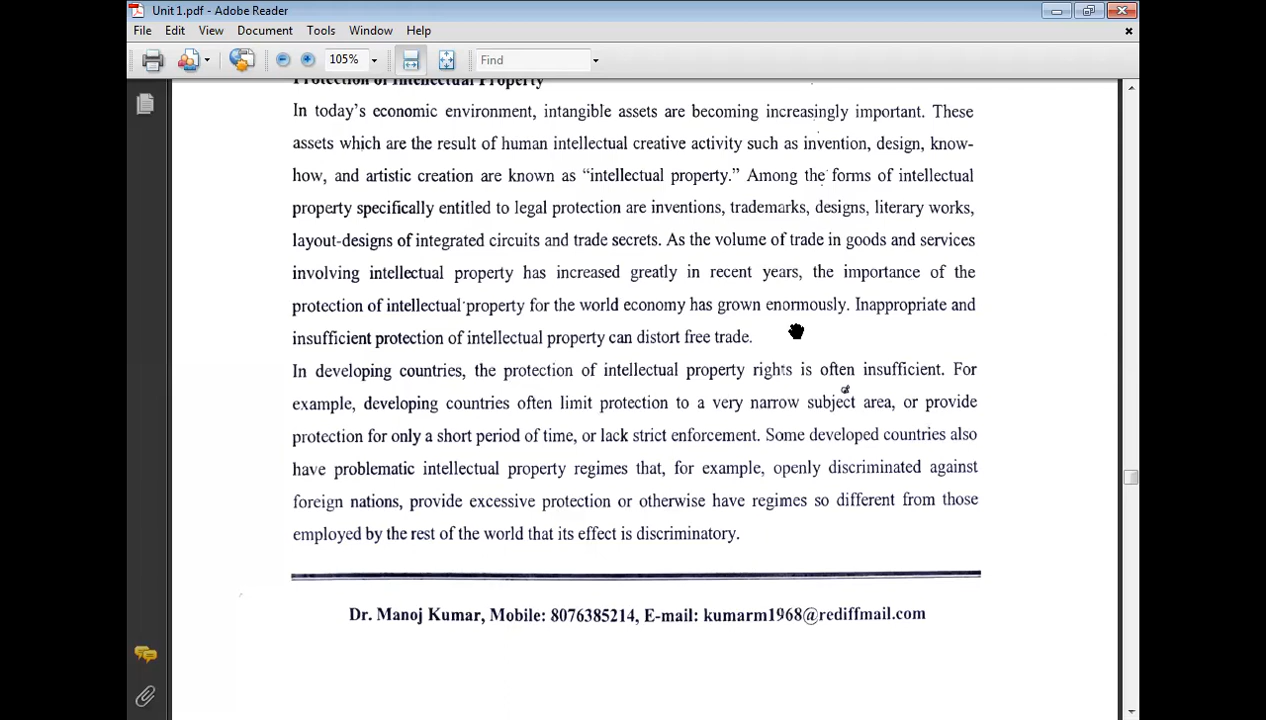 Unit 1.pdf - Adobe Reader
File Edit View Document Tools Window Help
105% Find
Protection of Intellectual Property
In today's economic environment, intangible assets are becoming increasingly important. These
assets which are the result of human intellectual creative activity such as invention, design, know-
how, and artistic creation are known as “intellectual property.” Among the forms of intellectual
property specifically entitled to legal protection are inventions, trademarks, designs, literary works,
layout-designs of integrated circuits and trade secrets. As the volume of trade in goods and services
involving intellectual property has increased greatly in recent years, the importance of the
protection of intellectual property for the world economy has grown enormously. Inappropriate and
insufficient protection of intellectual property can distort free trade.
In developing countries, the protection of intellectual property rights is often insufficient. For
example, developing countries often limit protection to a very narrow subject area, or provide
protection for only a short period of time, or lack strict enforcement. Some developed countries also
have problematic intellectual property regimes that, for example, openly discriminated against
foreign nations, provide excessive protection or otherwise have regimes so different from those
employed by the rest of the world that its effect is discriminatory.
Dr. Manoj Kumar, Mobile: 8076385214, E-mail: kumarm1968@rediffmail.com